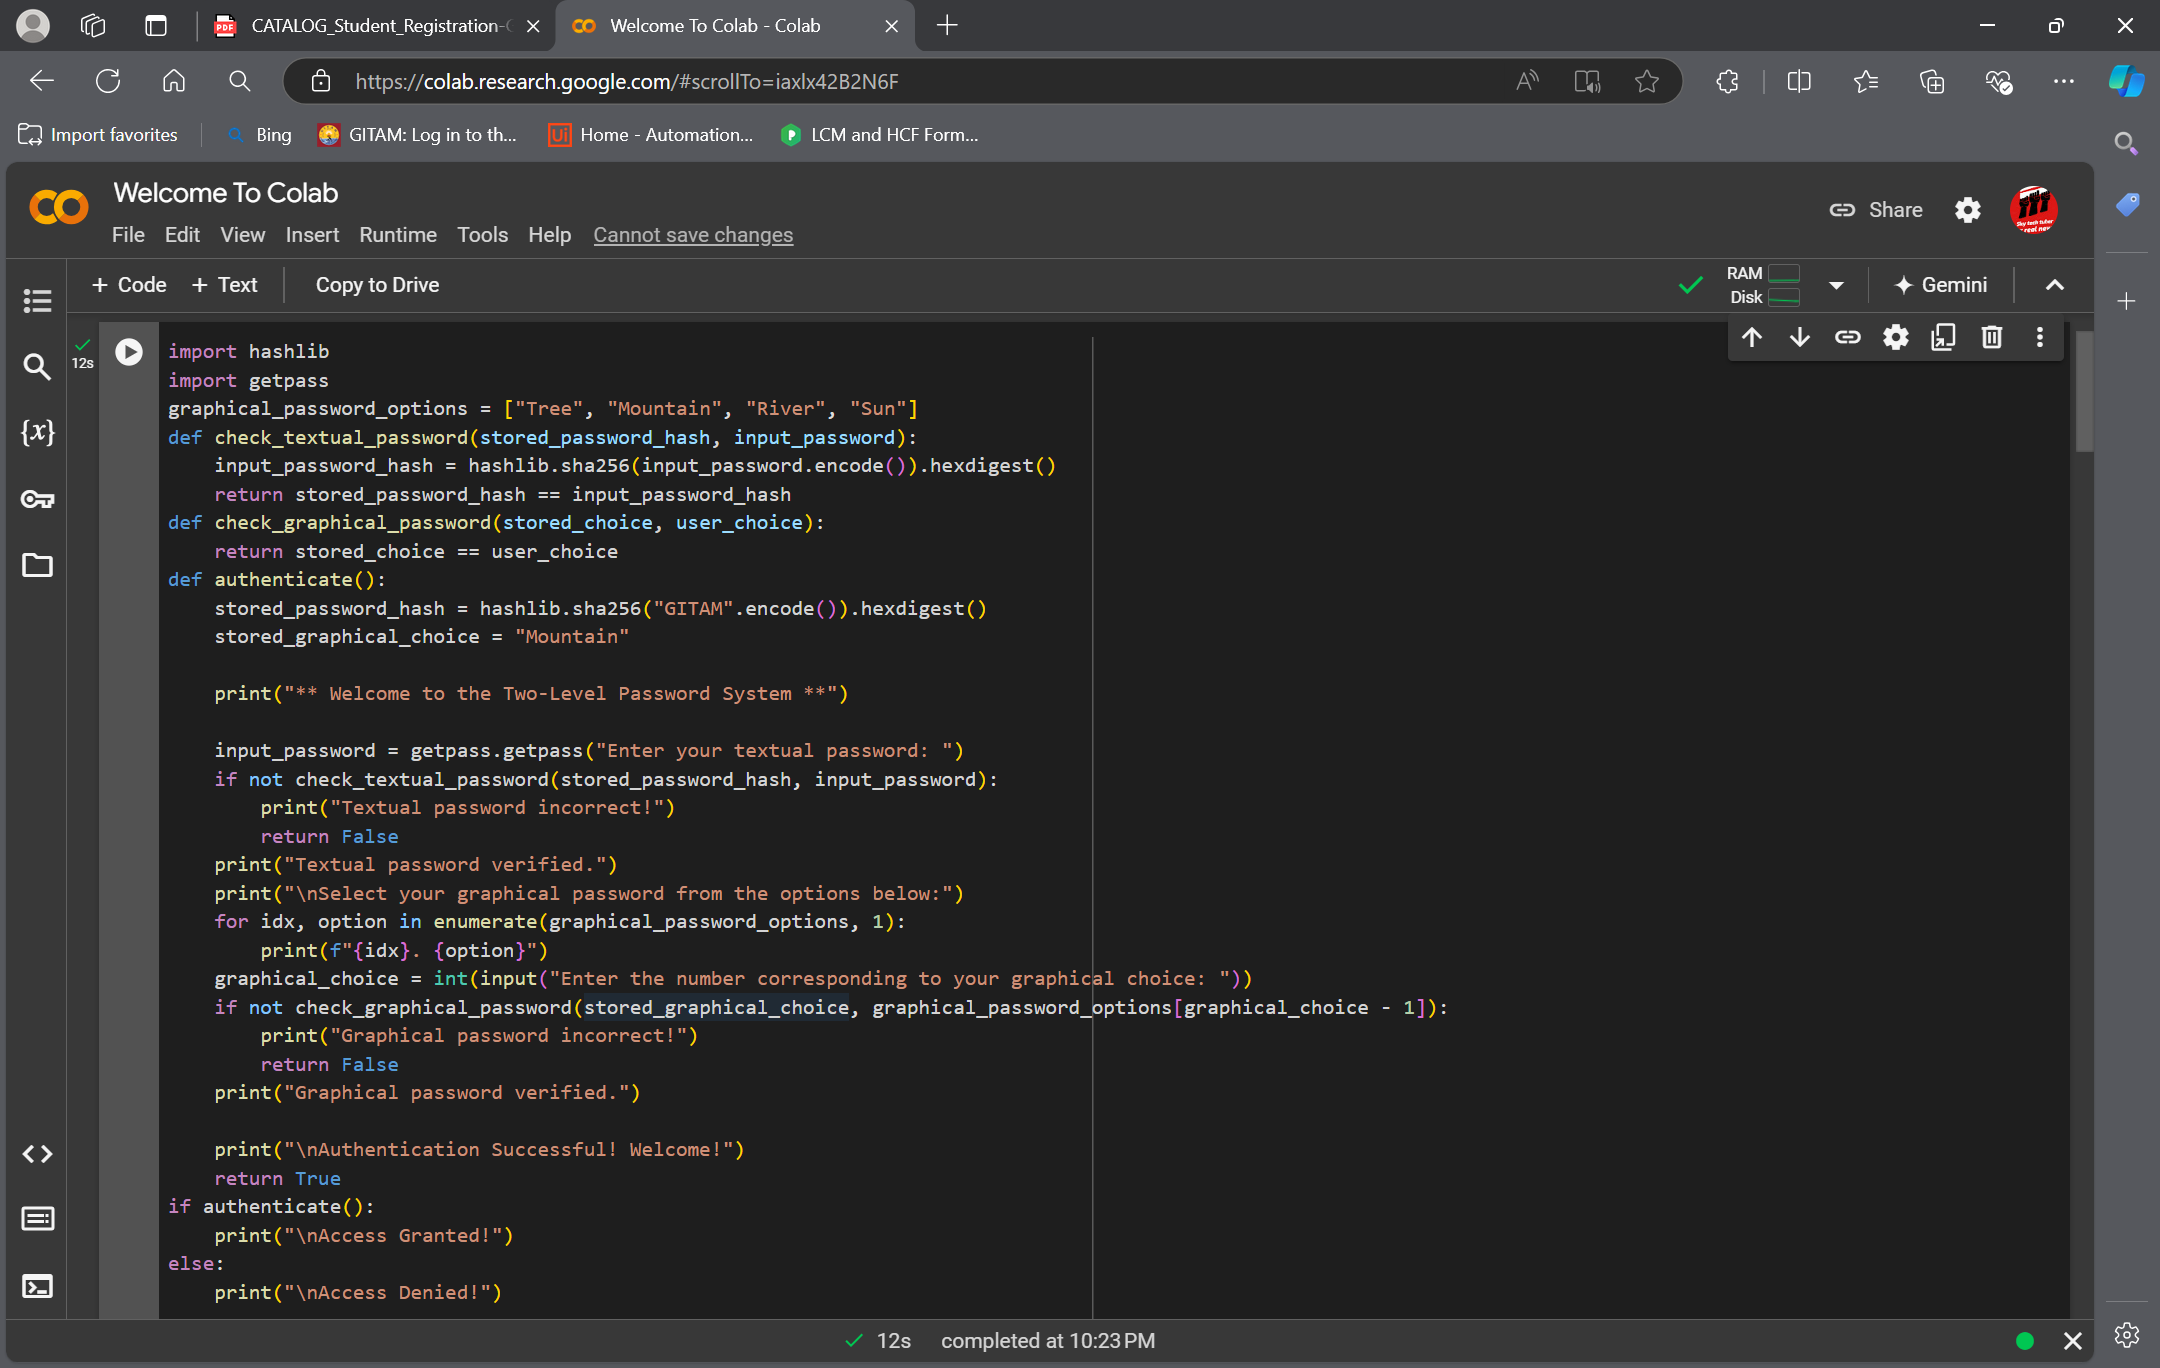 CATALOG_Student_Registration-
Welcome To Colab - Colab
https://colab.research.google.com/#scrollTo=iaxlx42B2N6F
Import favorites
Bing
GITAM: Log in to th...
Home - Automation...
LCM and HCF Form...
Welcome To Colab
Share
File Edit View Insert Runtime Tools Help Cannot save changes
+ Code + Text Copy to Drive
RAM
Disk
Gemini
12s
import hashlib
import getpass
graphical_password_options = ["Tree", "Mountain", "River", "Sun"]
def check_textual_password(stored_password_hash, input_password):
    input_password_hash = hashlib.sha256(input_password.encode()).hexdigest()
    return stored_password_hash == input_password_hash
def check_graphical_password(stored_choice, user_choice):
    return stored_choice == user_choice
def authenticate():
    stored_password_hash = hashlib.sha256("GITAM".encode()).hexdigest()
    stored_graphical_choice = "Mountain"
    print("** Welcome to the Two-Level Password System **")
    input_password = getpass.getpass("Enter your textual password: ")
    if not check_textual_password(stored_password_hash, input_password):
        print("Textual password incorrect!")
        return False
    print("Textual password verified.")
    print("\nSelect your graphical password from the options below:")
    for idx, option in enumerate(graphical_password_options, 1):
        print(f"{idx}. {option}")
    graphical_choice = int(input("Enter the number corresponding to your graphical choice: "))
    if not check_graphical_password(stored_graphical_choice, graphical_password_options[graphical_choice - 1]):
        print("Graphical password incorrect!")
        return False
    print("Graphical password verified.")
    print("\nAuthentication Successful! Welcome!")
    return True
if authenticate():
    print("\nAccess Granted!")
else:
    print("\nAccess Denied!")
12s completed at 10:23 PM